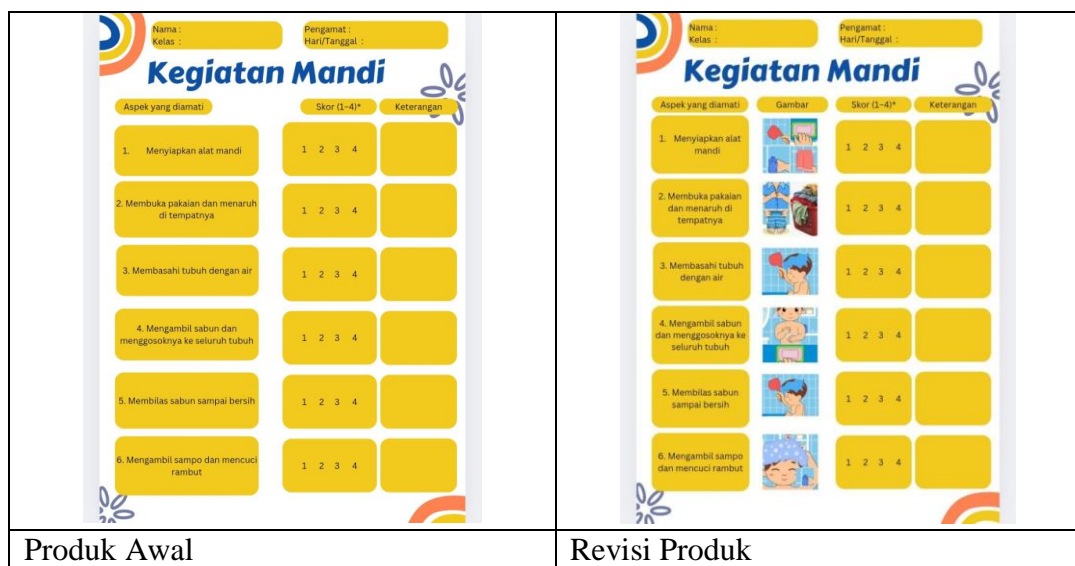 Nama :
Kelas :
Pengamat :
Hari/Tanggal :
Kegiatan Mandi
Aspek yang diamati
Skor (1–4)*
Keterangan
1. Menyiapkan alat mandi
1 2 3 4
2. Membuka pakaian dan menaruh
di tempatnya
1 2 3 4
3. Membasahi tubuh dengan air
1 2 3 4
4. Mengambil sabun dan
menggosoknya ke seluruh tubuh
1 2 3 4
5. Membilas sabun sampai bersih
1 2 3 4
6. Mengambil sampo dan mencuci
rambut
1 2 3 4
Produk Awal
Nama :
Kelas :
Pengamat :
Hari/Tanggal :
Kegiatan Mandi
Aspek yang diamati
Gambar
Skor (1–4)*
Keterangan
1. Menyiapkan alat
mandi
1 2 3 4
2. Membuka pakaian
dan menaruh di
tempatnya
1 2 3 4
3. Membasahi tubuh
dengan air
1 2 3 4
4. Mengambil sabun
dan menggosoknya ke
seluruh tubuh
1 2 3 4
5. Membilas sabun
sampai bersih
1 2 3 4
6. Mengambil sampo
dan mencuci rambut
1 2 3 4
Revisi Produk